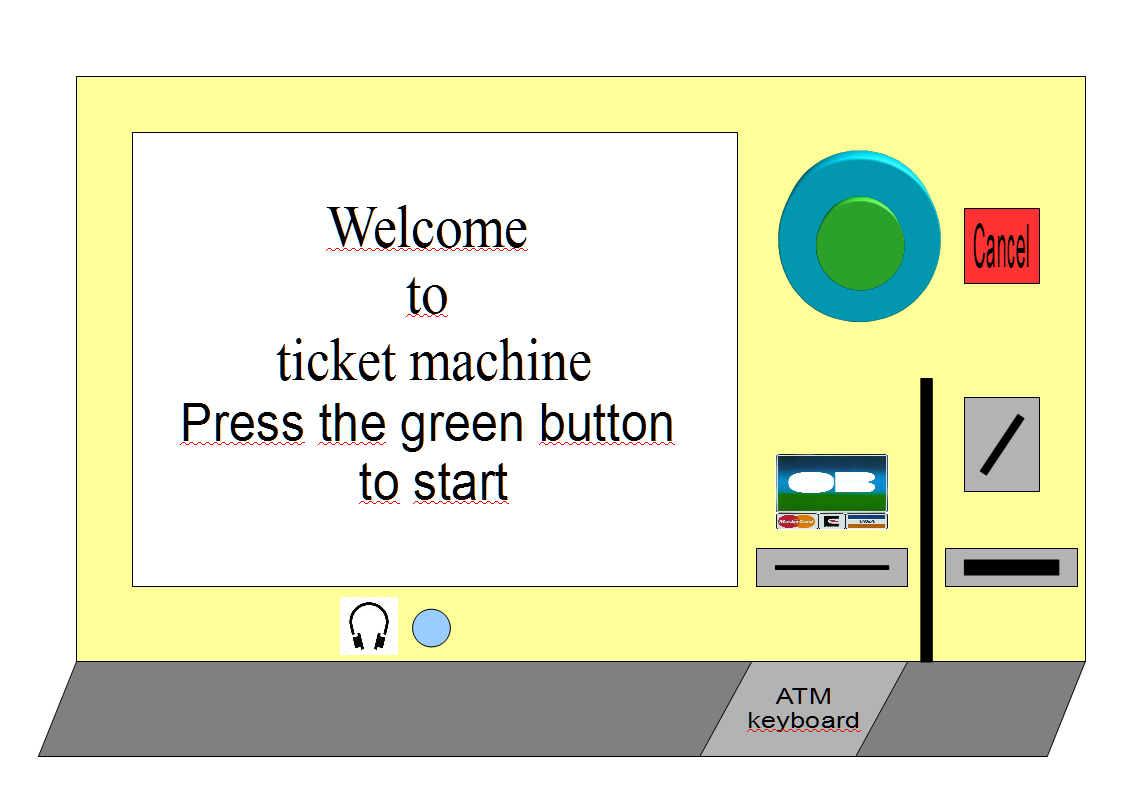 Welcome
to
ticket machine
Press the green button
to start
Cancel
CB
MasterCard
VISA
ATM
keyboard